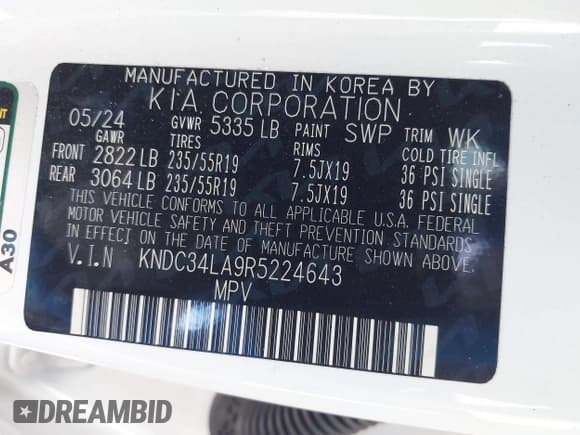 MANUFACTURED IN KOREA BY
KIA CORPORATION
05/24 GVWR 5335 LB PAINT SWP TRIM WK
GAWR TIRES RIMS COLD TIRE INFL
FRONT 2822 LB 235/55R19 7.5JX19 36 PSI SINGLE
REAR 3064 LB 235/55R19 7.5JX19 36 PSI SINGLE
THIS VEHICLE CONFORMS TO ALL APPLICABLE U.S.A. FEDERAL
MOTOR VEHICLE SAFETY AND THEFT PREVENTION STANDARDS
IN EFFECT ON THE DATE OF MANUFACTURE SHOWN ABOVE.
V.I.N KNDC34LA9R5224643
MPV
A30
DREAMBID